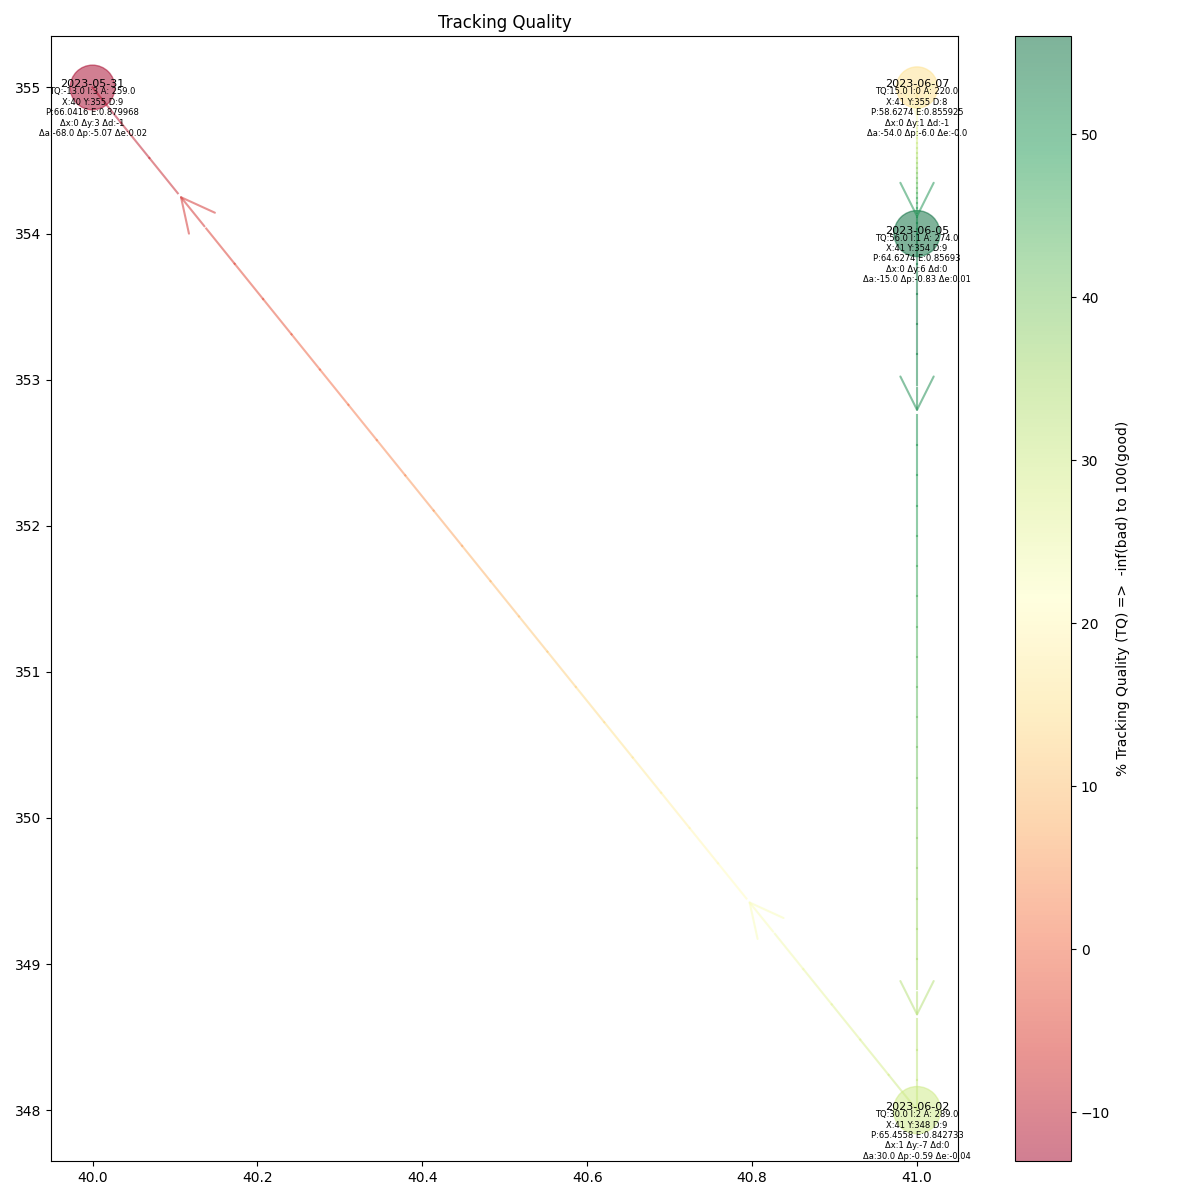 Tracking Quality
2023-05-31
TQ:-13.0 I:3 A: 259.0
X:40 Y:355 D:9
P:66.0416 E:0.879968
Δx:0 Δy:3 Δd:-1
Δa:-68.0 Δp:-5.07 Δe:0.02
2023-06-07
TQ:15.0 I:0 A: 220.0
X:41 Y:355 D:8
P:58.6274 E:0.855925
Δx:0 Δy:1 Δd:-1
Δa:-54.0 Δp:-6.0 Δe:-0.0
2023-06-05
TQ:56.0 I:1 A: 274.0
X:41 Y:354 D:9
P:64.6274 E:0.85693
Δx:0 Δy:6 Δd:0
Δa:-15.0 Δp:-0.83 Δe:0.01
2023-06-02
TQ:30.0 I:2 A: 289.0
X:41 Y:348 D:9
P:65.4558 E:0.842733
Δx:1 Δy:-7 Δd:0
Δa:30.0 Δp:-0.59 Δe:-0.04
355
354
353
352
351
350
349
348
40.0 40.2 40.4 40.6 40.8 41.0
50
40
30
20
10
0
−10
% Tracking Quality (TQ) => -inf(bad) to 100(good)